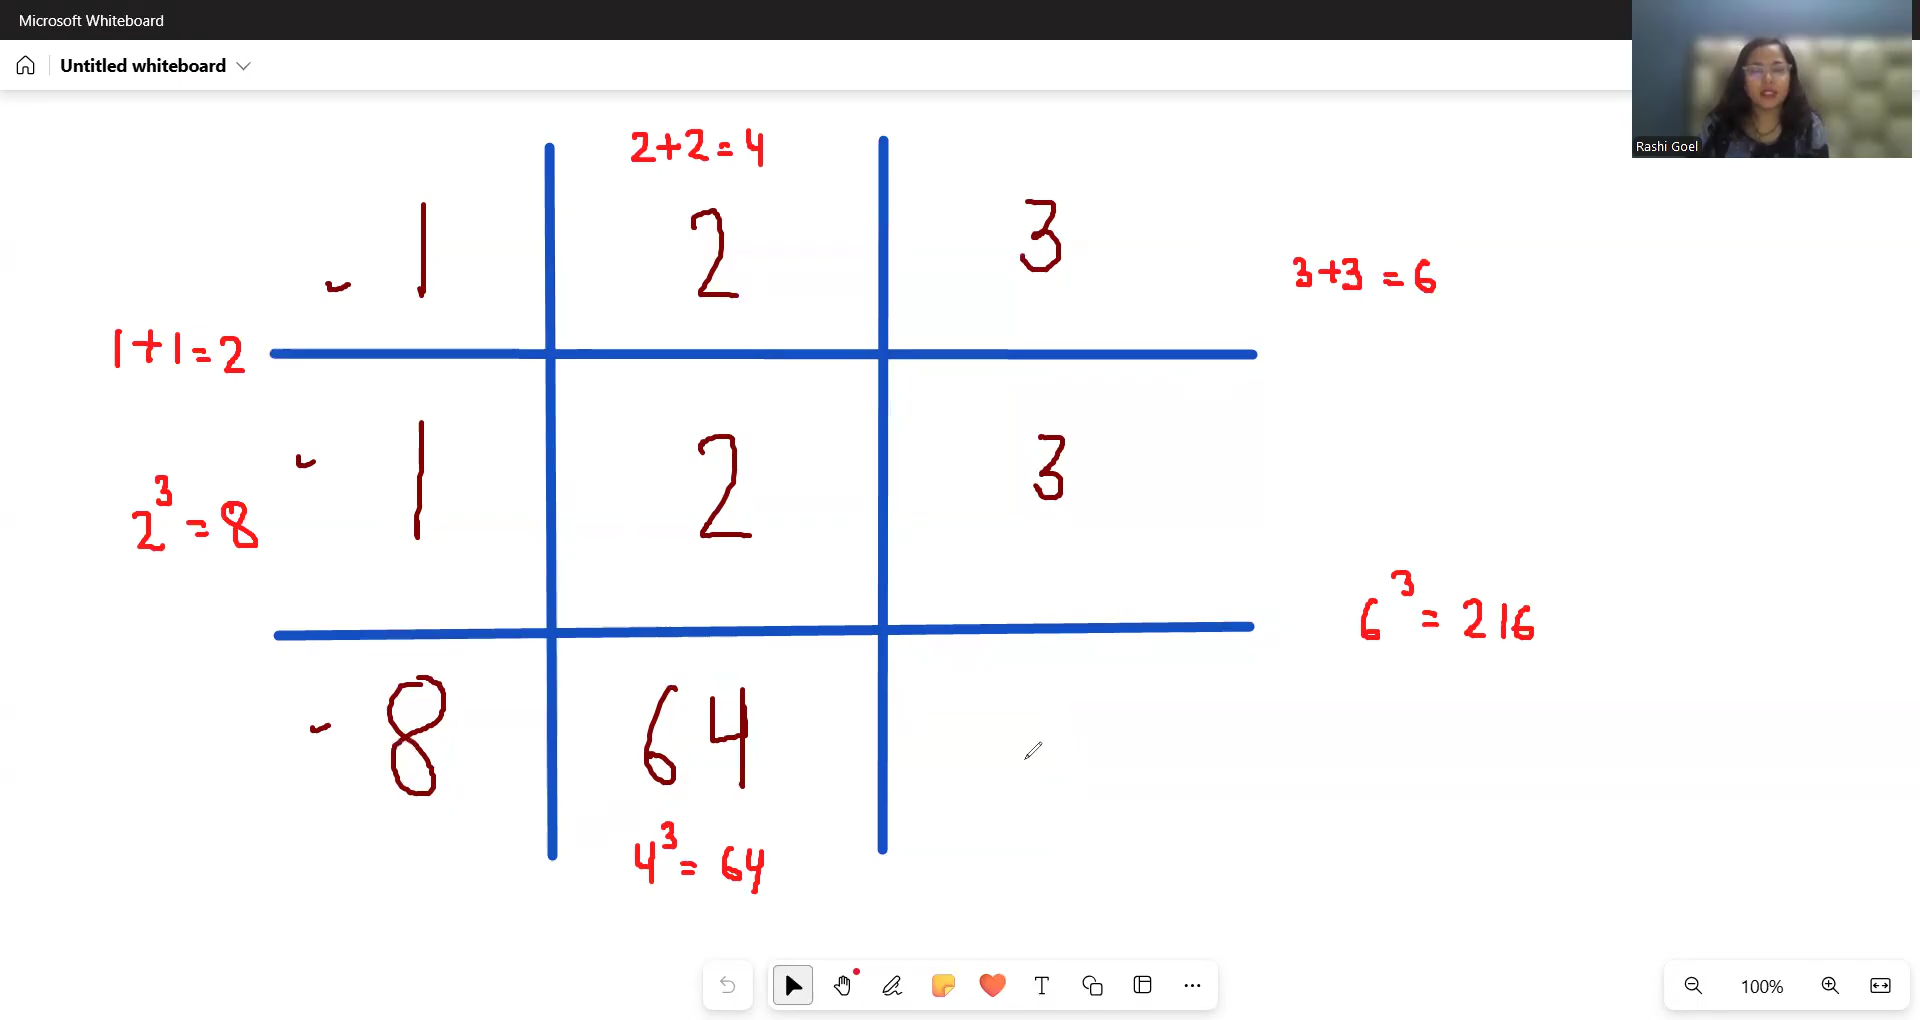 Microsoft Whiteboard
Untitled whiteboard
Rashi Goel
2+2=4
1 2 3
3+3=6
1+1=2
1 2 3
2³=8
6³=216
8 64
4³=64
100%